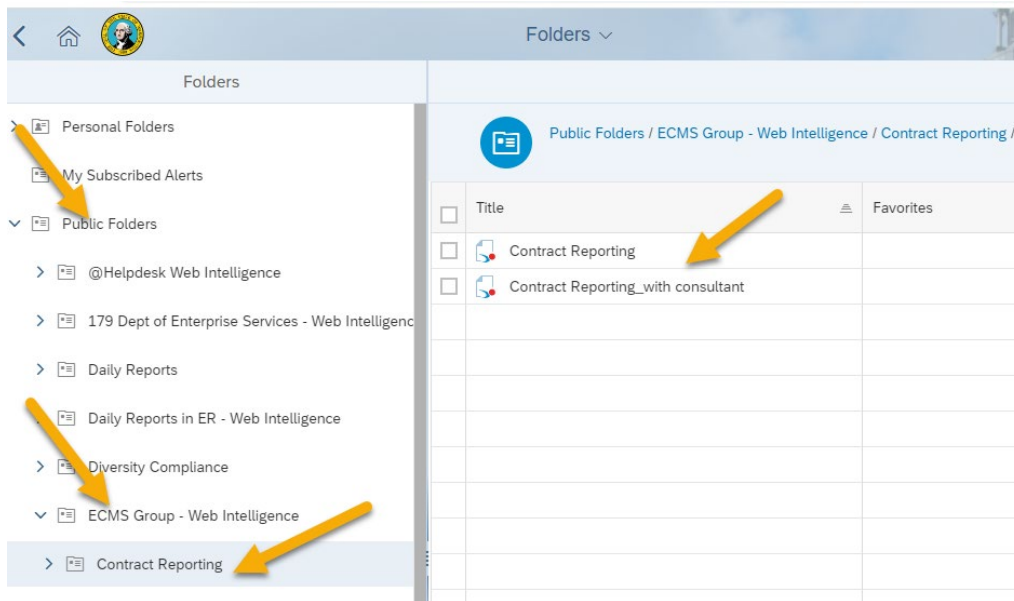 Folders
Folders
Personal Folders
My Subscribed Alerts
Public Folders
@Helpdesk Web Intelligence
179 Dept of Enterprise Services - Web Intelligenc
Daily Reports
Daily Reports in ER - Web Intelligence
Diversity Compliance
ECMS Group - Web Intelligence
Contract Reporting
Public Folders / ECMS Group - Web Intelligence / Contract Reporting /
Title
Favorites
Contract Reporting
Contract Reporting_with consultant